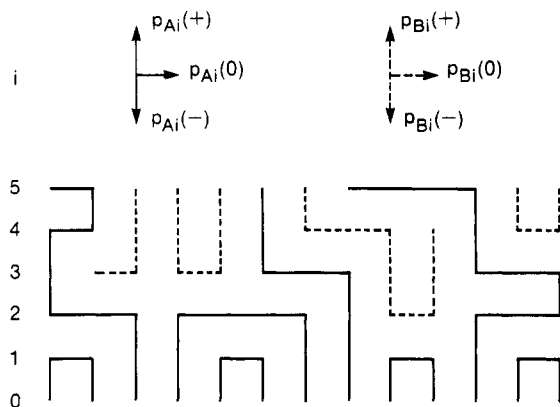 p_Ai(+)
p_Bi(+)
i
p_Ai(0)
p_Bi(0)
p_Ai(−)
p_Bi(−)
5
4
3
2
1
0